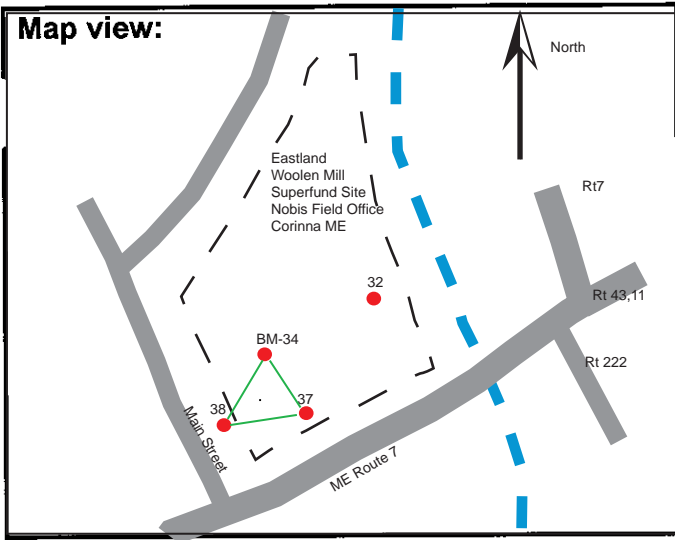 Map view:
North
Eastland
Woolen Mill
Superfund Site
Nobis Field Office
Corinna ME
Rt7
32
Rt 43,11
BM-34
Rt 222
37
38
Main Street
ME Route 7